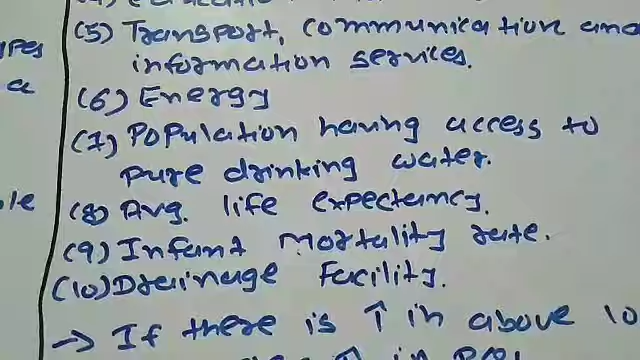 (5) Transport, communication and
information services.
(6) Energy
(7) Population having access to
pure drinking water.
(8) Avg. life expectancy.
(9) Infant Mortality rate.
(10) Drainage Facility.
→ If there is ↑ in above 10
↑ in